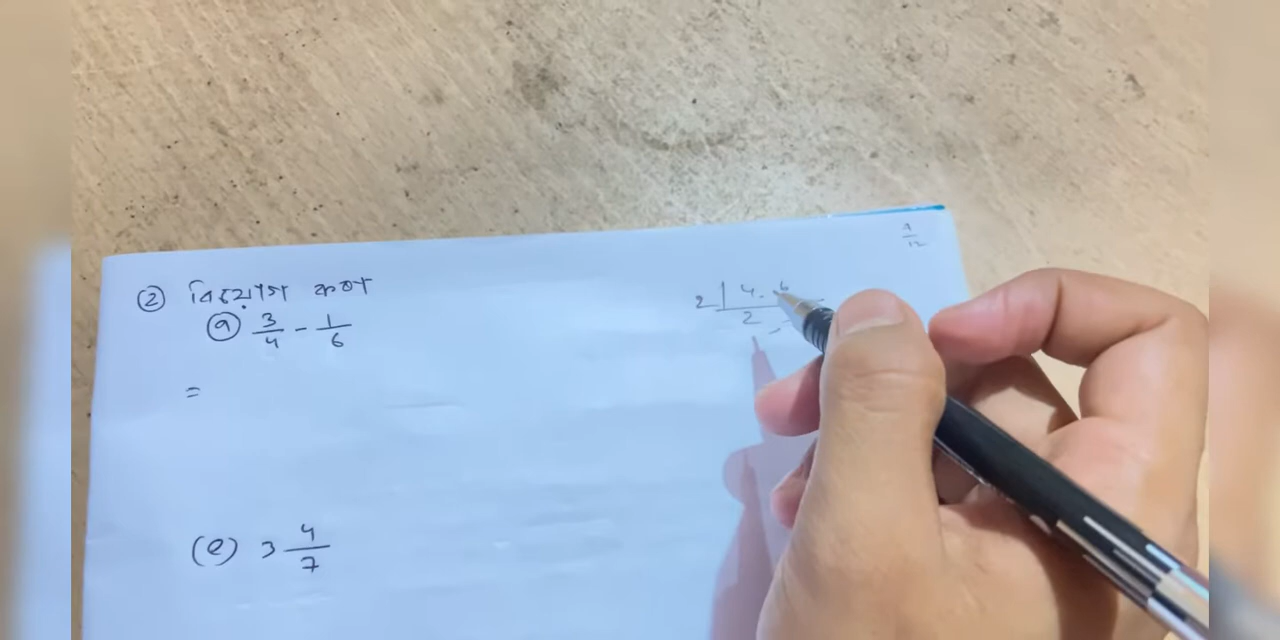 ② বিয়োগ করো
ⓐ 3/4 - 1/6
=
2 | 4. 6
2
(e) 3 4/7